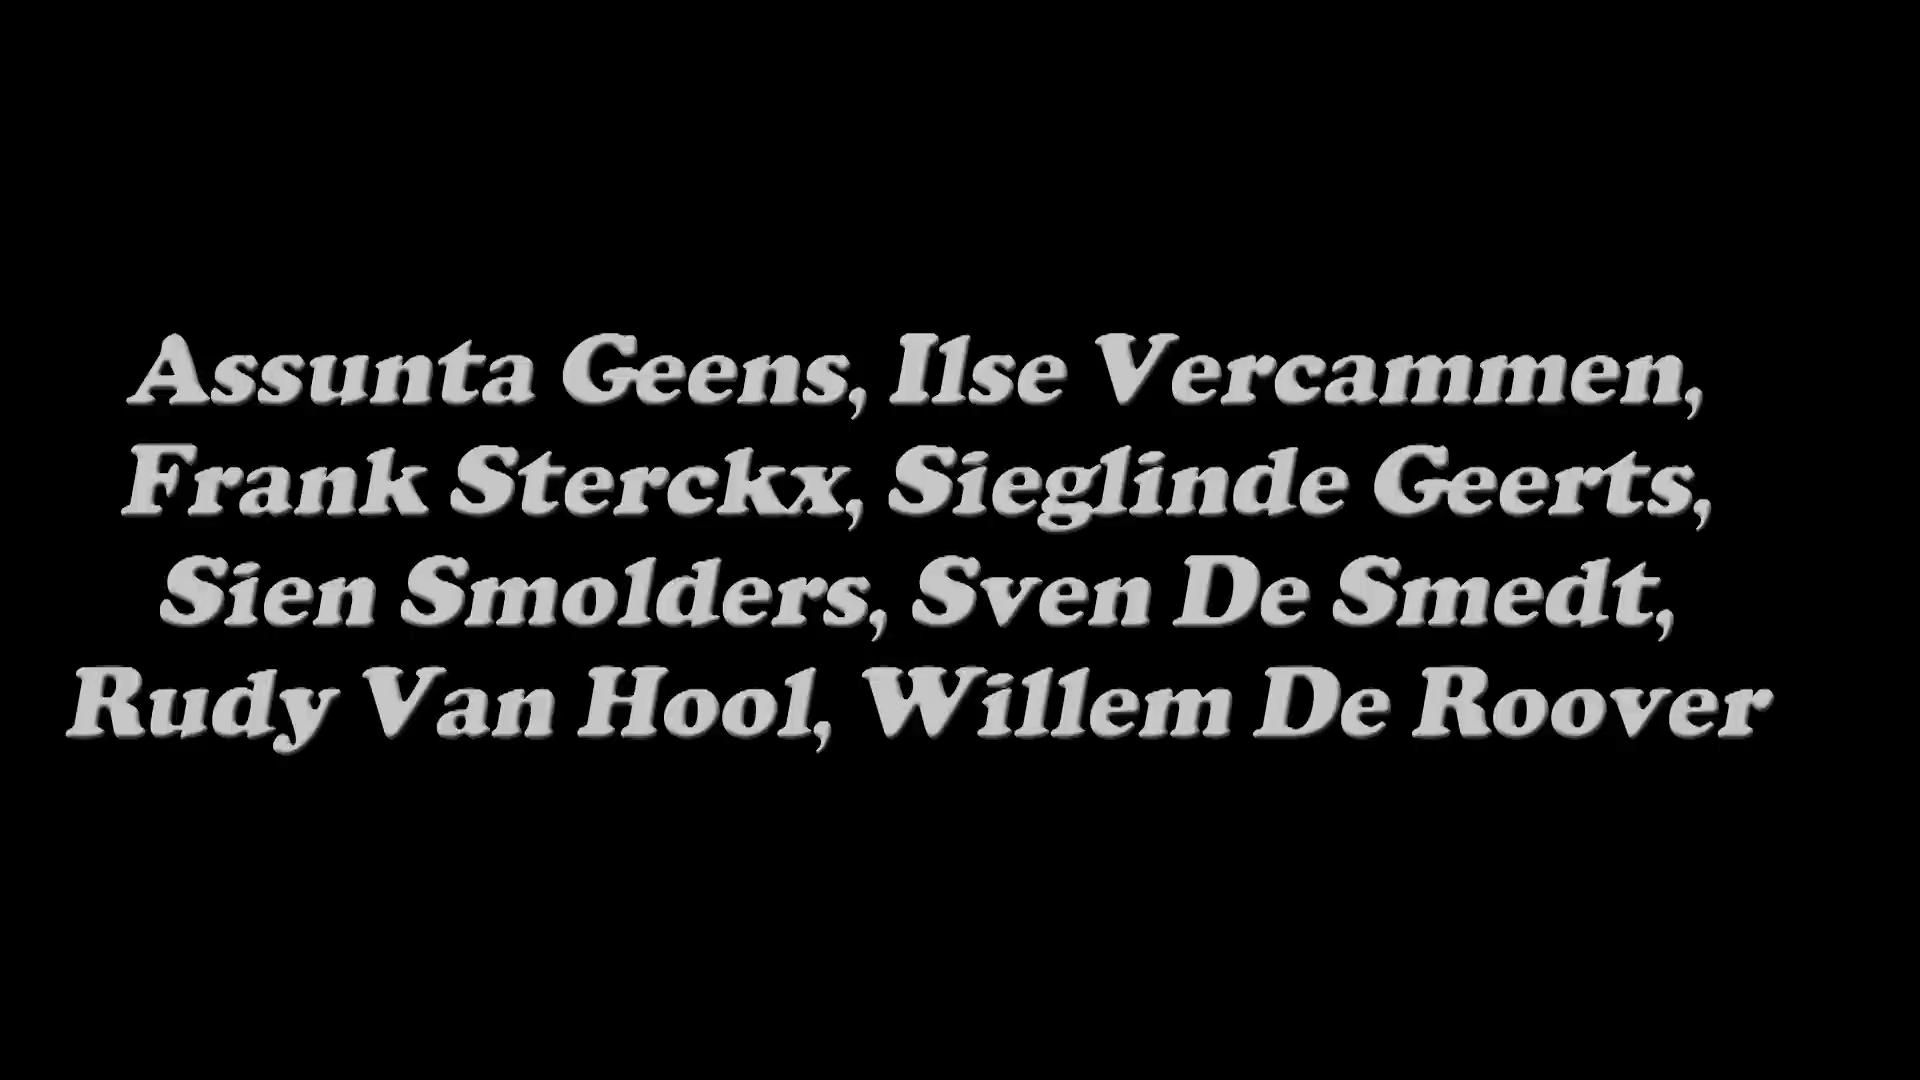 Assunta Geens, Ilse Vercammen,
Frank Sterckx, Sieglinde Geerts,
Sien Smolders, Sven De Smedt,
Rudy Van Hool, Willem De Roover